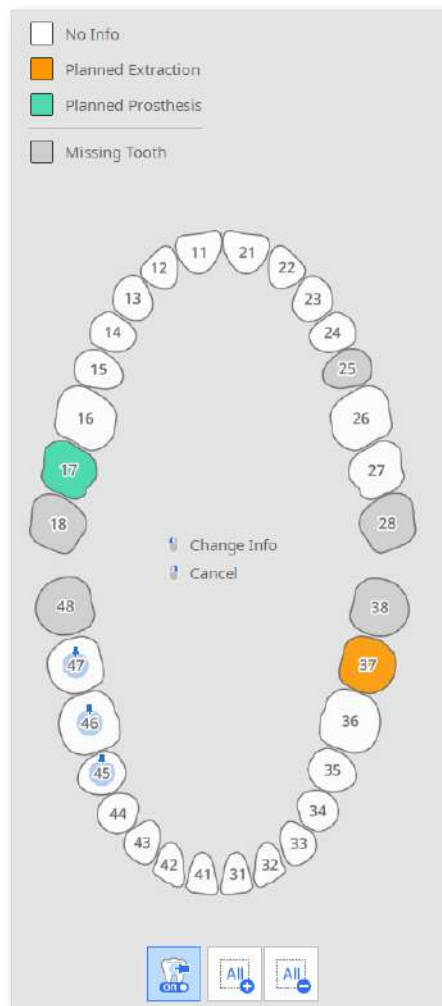 No Info
Planned Extraction
Planned Prosthesis
Missing Tooth
11 21
12 22
13 23
14 24
15 25
16 26
17 27
18 28
Change Info
Cancel
48 38
47 37
46 36
45 35
44 34
43 33
42 41 31 32
on All All